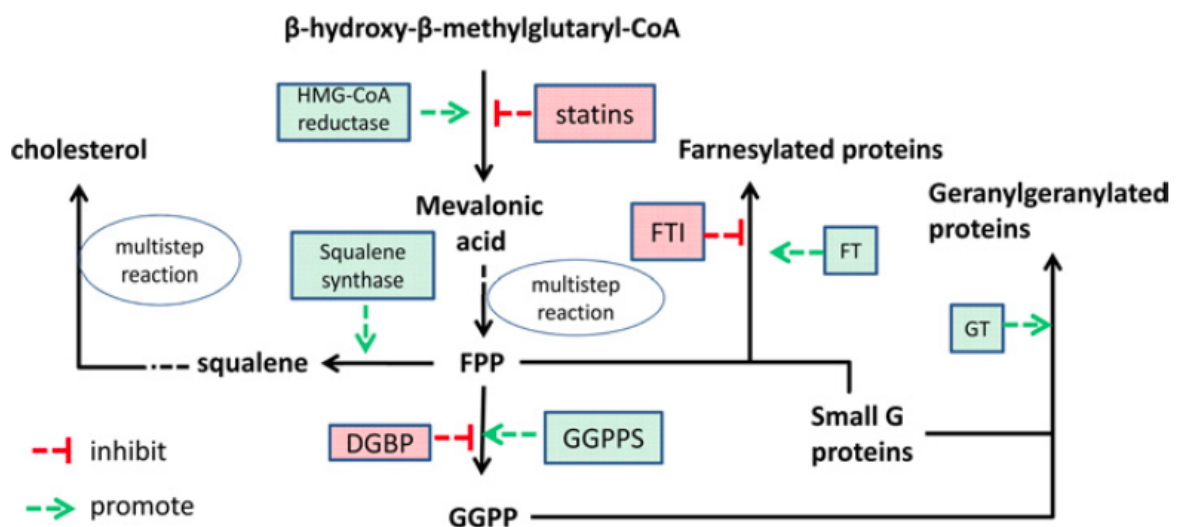 β-hydroxy-β-methylglutaryl-CoA
HMG-CoA
reductase
statins
cholesterol
Farnesylated proteins
Geranylgeranylated
proteins
Mevalonic
acid
FTI
FT
multistep
reaction
Squalene
synthase
multistep
reaction
GT
squalene
FPP
Small G
proteins
DGBP
GGPPS
inhibit
promote
GGPP